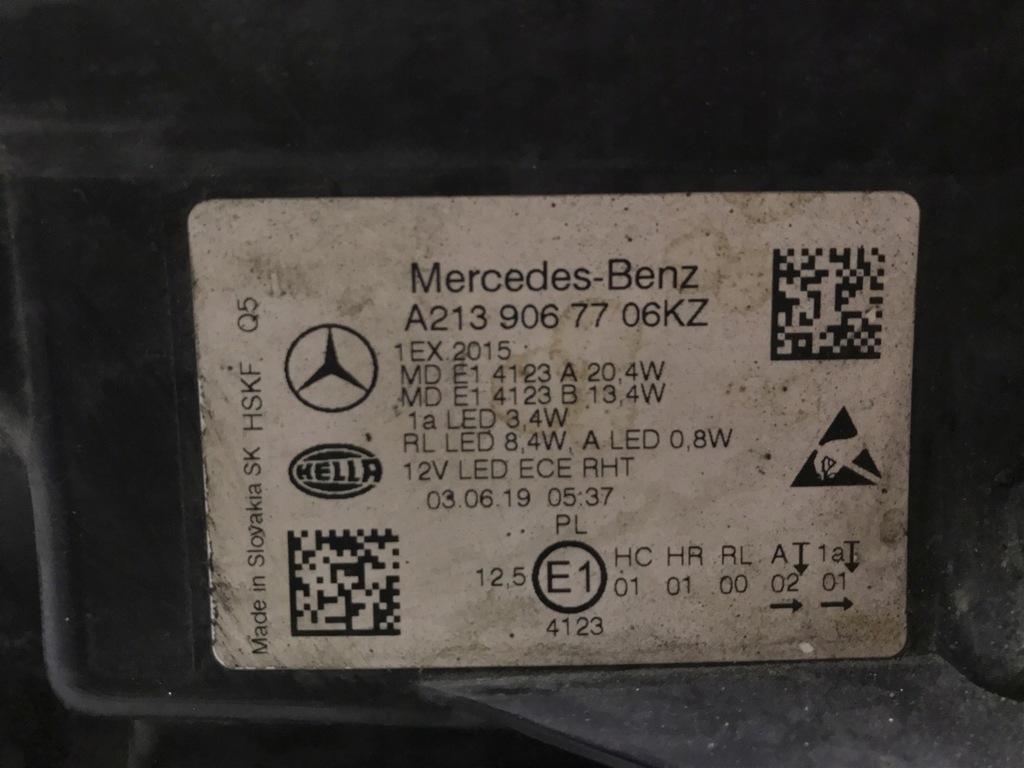 Mercedes-Benz
A213 906 77 06KZ
1EX 2015
MD E1 4123 A 20,4W
MD E1 4123 B 13,4W
1a LED 3,4W
RL LED 8,4W, A LED 0,8W
12V LED ECE RHT
03.06.19 05:37
PL
HELLA
12,5 E1 HC HR RL A 1a
01 01 00 02 01
4123
Made in Slovakia SK HSKF Q5